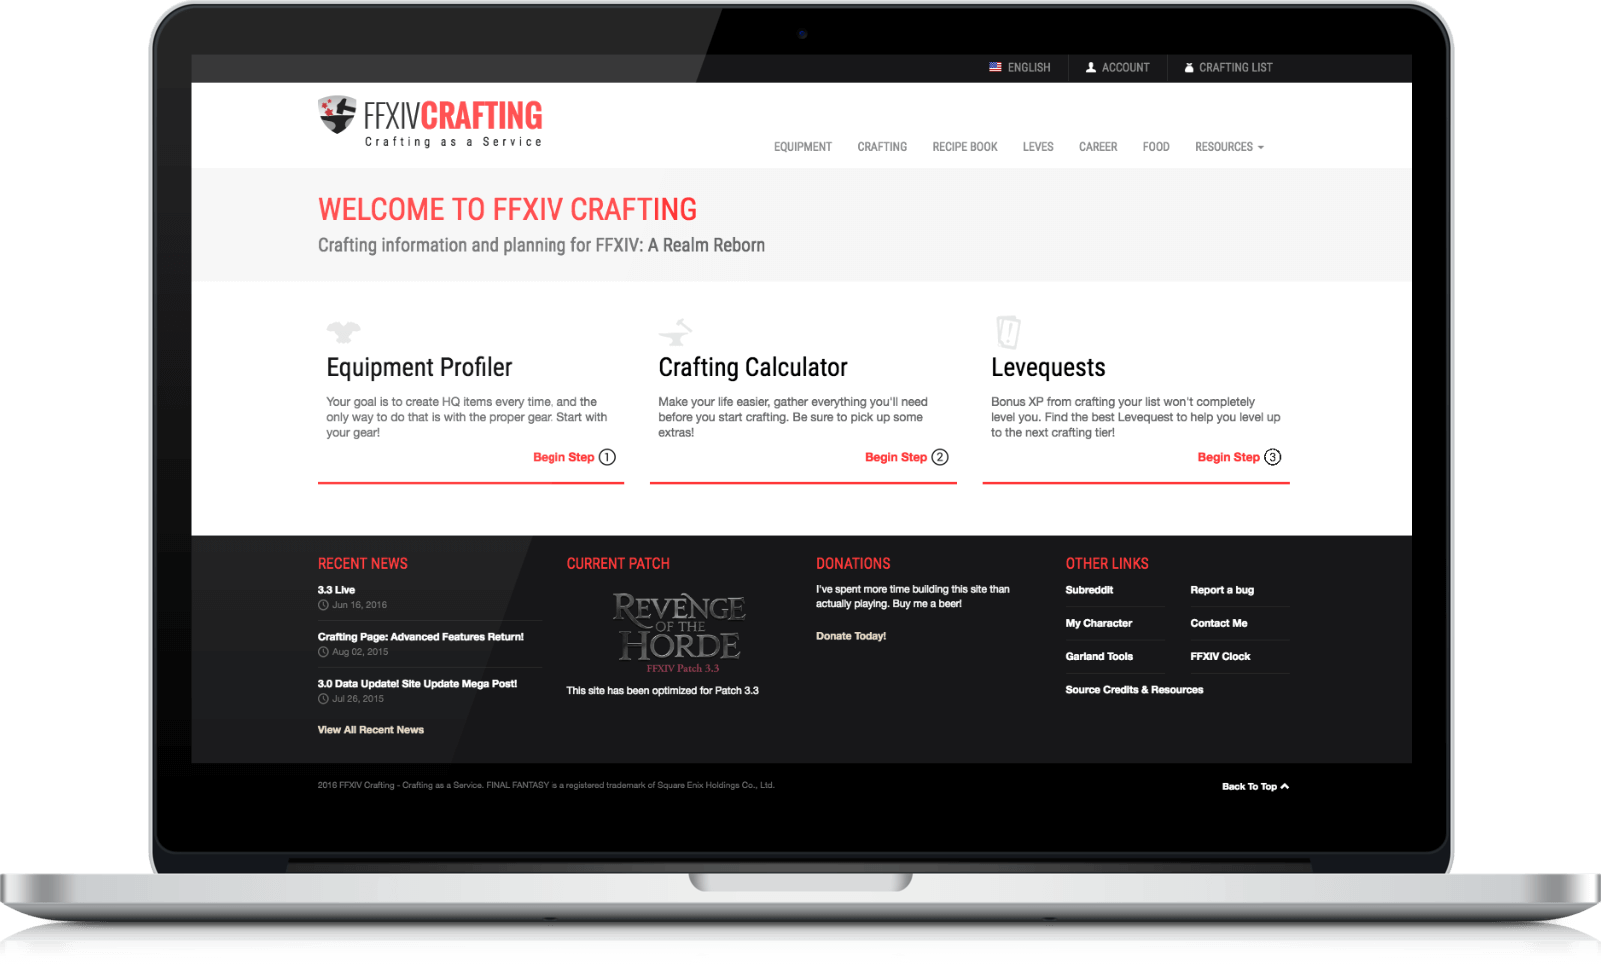 ENGLISH
ACCOUNT
CRAFTING LIST
FFXIVCRAFTING
Crafting as a Service
EQUIPMENT
CRAFTING
RECIPE BOOK
LEVES
CAREER
FOOD
RESOURCES
WELCOME TO FFXIV CRAFTING
Crafting information and planning for FFXIV: A Realm Reborn
Equipment Profiler
Your goal is to create HQ items every time, and the
only way to do that is with the proper gear. Start with
your gear!
Begin Step 1
Crafting Calculator
Make your life easier, gather everything you'll need
before you start crafting. Be sure to pick up some
extras!
Begin Step 2
Levequests
Bonus XP from crafting your list won't completely
level you. Find the best Levequest to help you level up
to the next crafting tier!
Begin Step 3
RECENT NEWS
3.3 Live
Jun 16, 2016
Crafting Page: Advanced Features Return!
Aug 02, 2015
3.0 Data Update! Site Update Mega Post!
Jul 26, 2015
View All Recent News
CURRENT PATCH
REVENGE
OF THE
HORDE
FFXIV Patch 3.3
This site has been optimized for Patch 3.3
DONATIONS
I've spent more time building this site than
actually playing. Buy me a beer!
Donate Today!
OTHER LINKS
Subreddit
Report a bug
My Character
Contact Me
Garland Tools
FFXIV Clock
Source Credits & Resources
2016 FFXIV Crafting - Crafting as a Service. FINAL FANTASY is a registered trademark of Square Enix Holdings Co., Ltd.
Back To Top